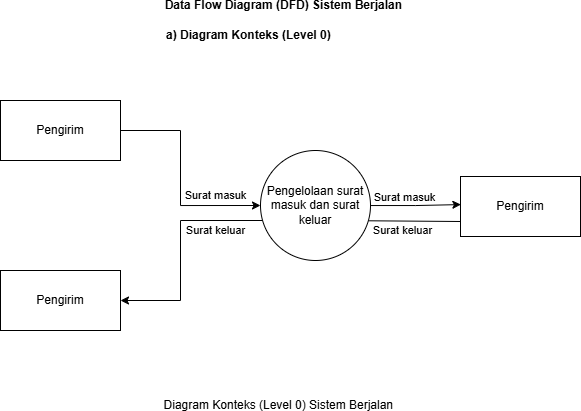 Data Flow Diagram (DFD) Sistem Berjalan
a) Diagram Konteks (Level 0)
Pengirim
Surat masuk
Pengelolaan surat
masuk dan surat
keluar
Surat masuk
Pengirim
Surat keluar
Surat keluar
Pengirim
Diagram Konteks (Level 0) Sistem Berjalan